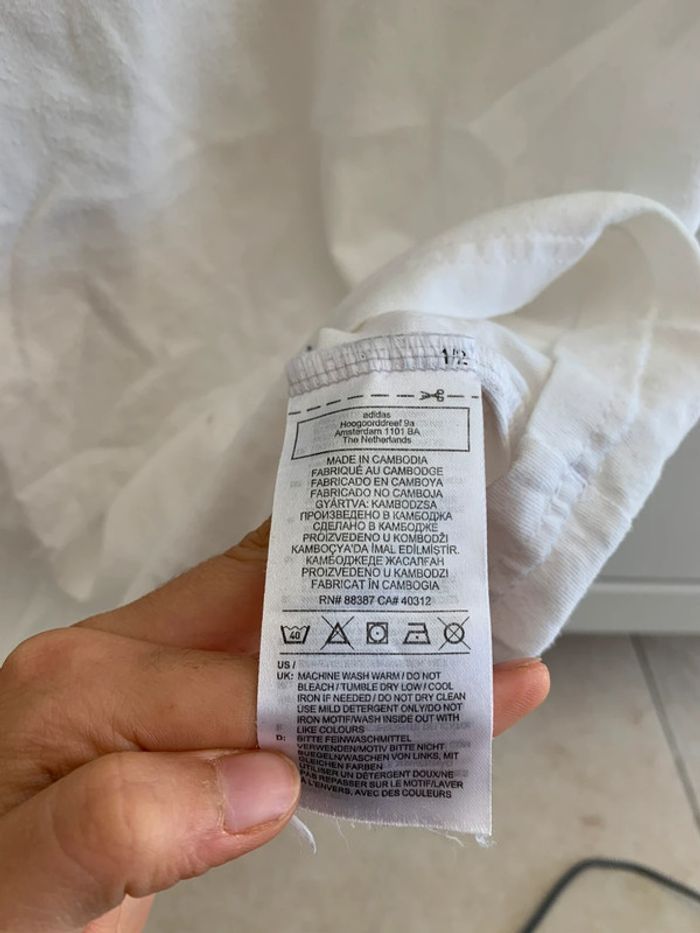 1/2
adidas
Hoogoorddreef 9a
Amsterdam 1101 BA
The Netherlands
MADE IN CAMBODIA
FABRIQUÉ AU CAMBODGE
FABRICADO EN CAMBOYA
FABRICADO NO CAMBOJA
GYÁRTVA: KAMBODZSA
ПРОИЗВЕДЕНО В КАМБОДЖА
СДЕЛАНО В КАМБОДЖЕ
PROIZVEDENO U KOMBODŽI
KAMBOÇYA'DA İMAL EDİLMİŞTİR.
КАМБОДЖЕДЕ ЖАСАЛҒАН
PROIZVEDENO U KAMBODZI
FABRICAT ÎN CAMBOGIA
RN# 88387 CA# 40312
40
US /
UK: MACHINE WASH WARM / DO NOT
BLEACH / TUMBLE DRY LOW / COOL
IRON IF NEEDED / DO NOT DRY CLEAN
USE MILD DETERGENT ONLY/DO NOT
IRON MOTIF/WASH INSIDE OUT WITH
LIKE COLOURS
D: BITTE FEINWASCHMITTEL
VERWENDEN/MOTIV BITTE NICHT
BUEGELN/WASCHEN VON LINKS, MIT
GLEICHEN FARBEN
UTILISER UN DÉTERGENT DOUX/NE
PAS REPASSER SUR LE MOTIF/LAVER
À L'ENVERS, AVEC DES COULEURS